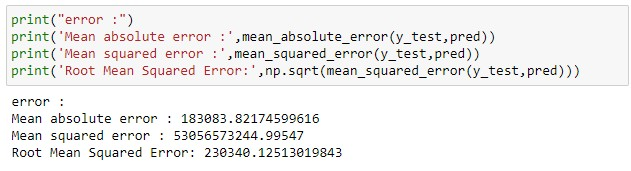 print("error :")
print('Mean absolute error :',mean_absolute_error(y_test,pred))
print('Mean squared error :',mean_squared_error(y_test,pred))
print('Root Mean Squared Error:',np.sqrt(mean_squared_error(y_test,pred)))
error :
Mean absolute error : 183083.82174599616
Mean squared error : 53056573244.99547
Root Mean Squared Error: 230340.12513019843